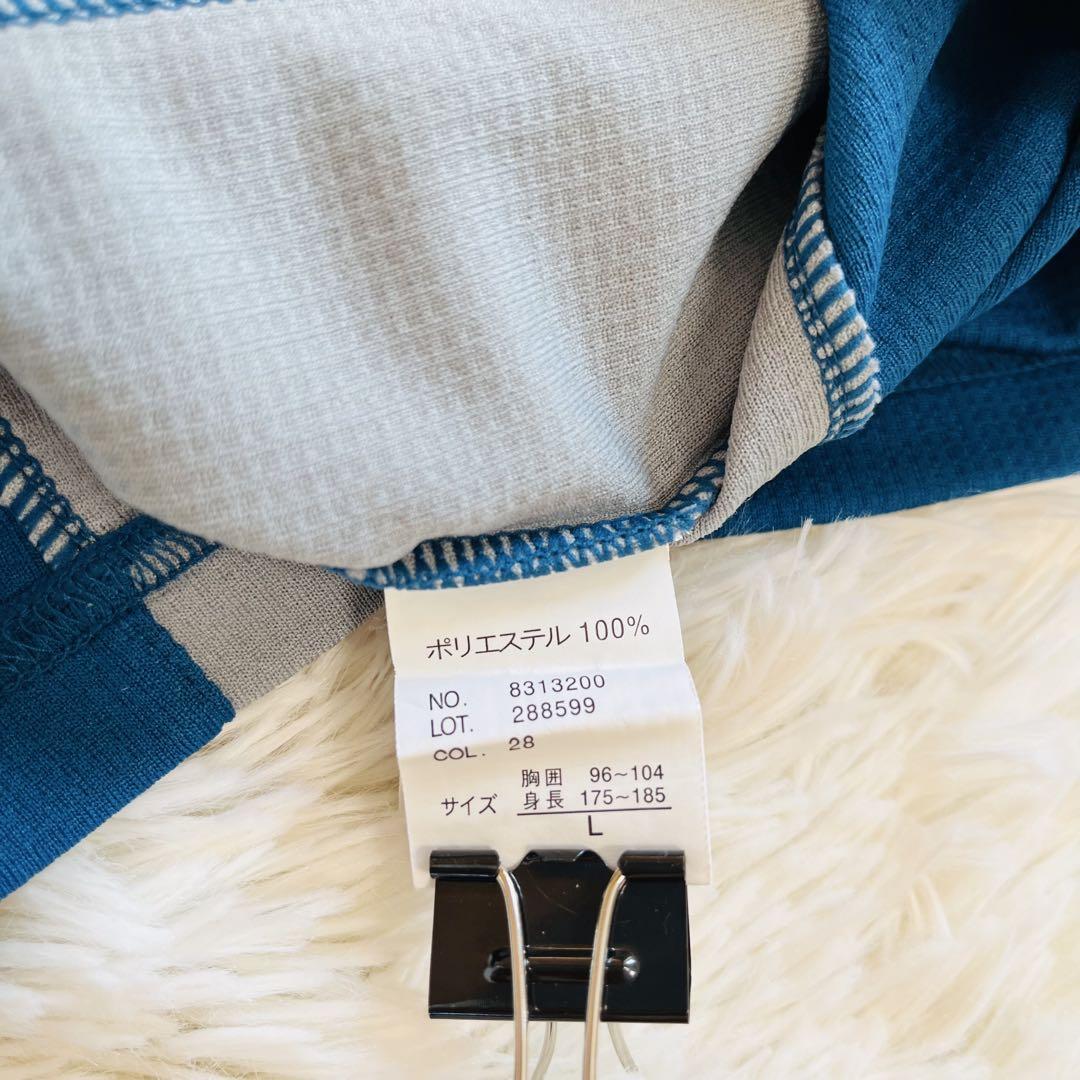 ポリエステル 100%
NO. 8313200
LOT. 288599
COL. 28
胸囲 96~104
サイズ 身長 175~185
L